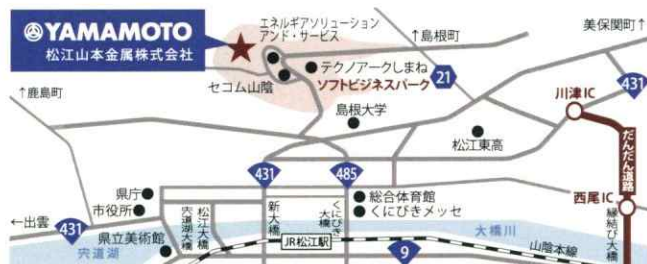 YAMAMOTO
松江山本金属株式会社
エネルギアソリューション
アンド・サービス
↑島根町
美保関町↑
テクノアークしまね
ソフトビジネスパーク
セコム山陰
21
431
川津IC
↑鹿島町
島根大学
松江東高
だんだん道路
431
485
県庁
市役所
総合体育館
くにびきメッセ
西尾IC
←出雲
431
宍道湖大橋
松江大橋
新大橋
くにびき大橋
縁結び大橋
県立美術館
宍道湖
JR松江駅
大橋川
9
山陰本線